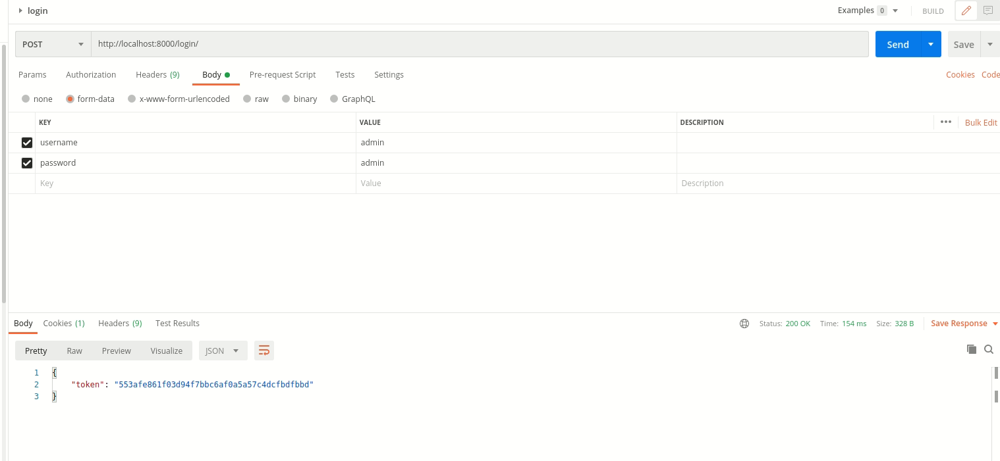 login Examples 0 BUILD
POST http://localhost:8000/login/ Send Save
Params Authorization Headers (9) Body Pre-request Script Tests Settings Cookies Code
none form-data x-www-form-urlencoded raw binary GraphQL
KEY VALUE DESCRIPTION ••• Bulk Edit
username admin
password admin
Key Value Description
Body Cookies (1) Headers (9) Test Results Status: 200 OK Time: 154 ms Size: 328 B Save Response
Pretty Raw Preview Visualize JSON
1 {
2 "token": "553afe861f03d94f7bbc6af0a5a57c4dcfbdfbbd"
3 }